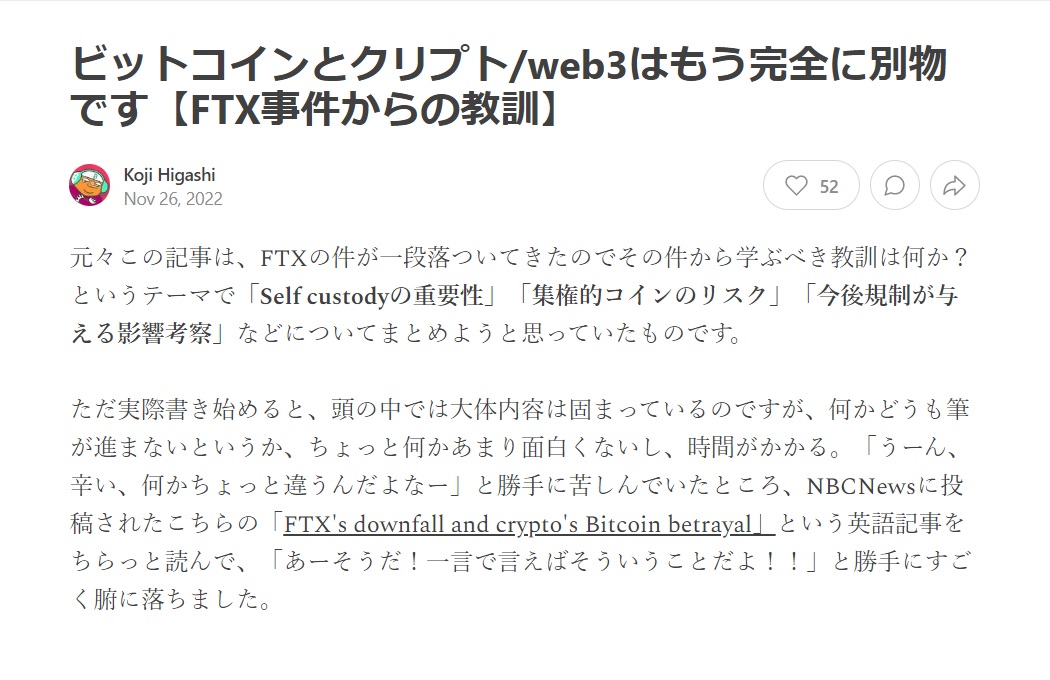 ビットコインとクリプト/web3はもう完全に別物
です【FTX事件からの教訓】
Koji Higashi
Nov 26, 2022
52
元々この記事は、FTXの件が一段落ついてきたのでその件から学ぶべき教訓は何か？
というテーマで「Self custodyの重要性」「集権的コインのリスク」「今後規制が与
える影響考察」などについてまとめようと思っていたものです。
ただ実際書き始めると、頭の中では大体内容は固まっているのですが、何かどうも筆
が進まないというか、ちょっと何かあまり面白くないし、時間がかかる。「うーん、
辛い、何かちょっと違うんだよなー」と勝手に苦しんでいたところ、NBCNewsに投
稿されたこちらの「FTX's downfall and crypto's Bitcoin betrayal」という英語記事を
ちらっと読んで、「あーそうだ！一言で言えばそういうことだよ！！」と勝手にすご
く腑に落ちました。